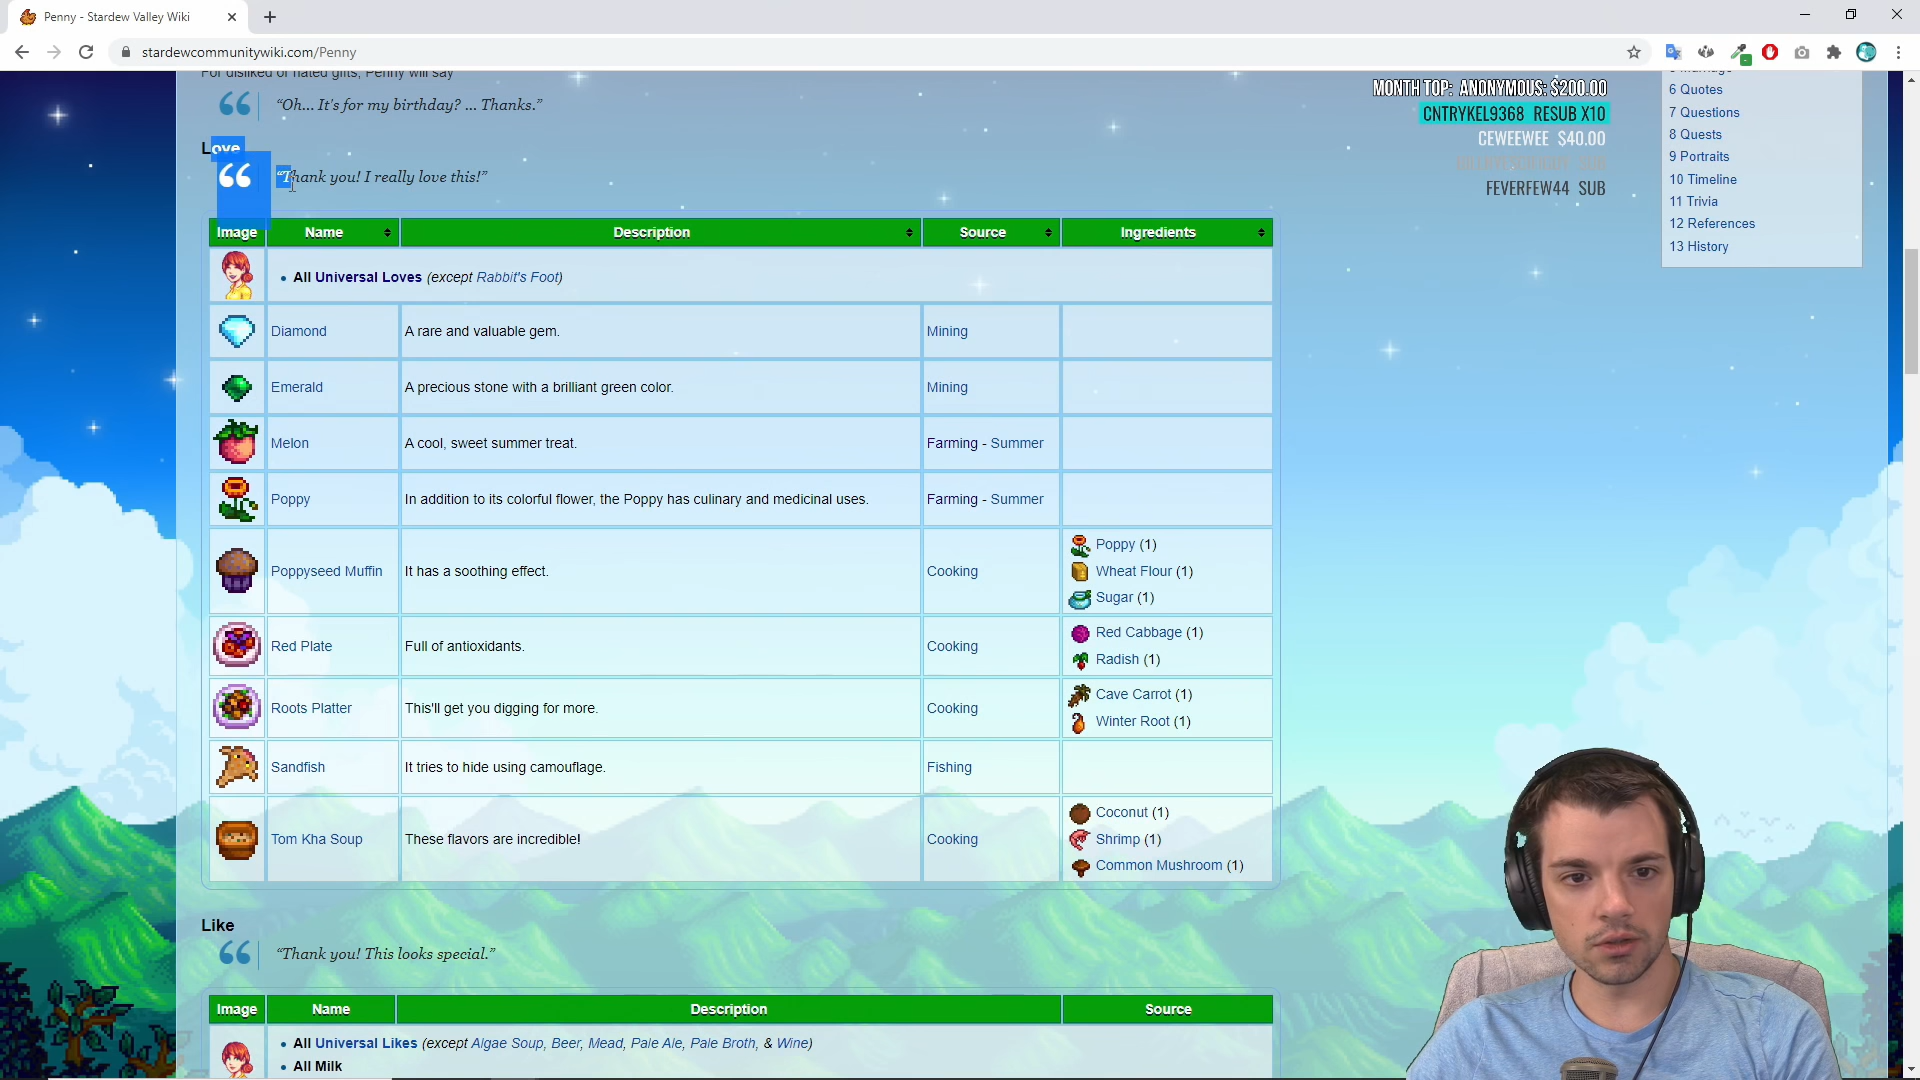 Penny - Stardew Valley Wiki
stardewcommunitywiki.com/Penny
For disliked or hated gifts, Penny will say
“Oh... It's for my birthday? ... Thanks.”
Love
“Thank you! I really love this!”
Image Name Description Source Ingredients
• All Universal Loves (except Rabbit's Foot)
Diamond A rare and valuable gem. Mining
Emerald A precious stone with a brilliant green color. Mining
Melon A cool, sweet summer treat. Farming - Summer
Poppy In addition to its colorful flower, the Poppy has culinary and medicinal uses. Farming - Summer
Poppyseed Muffin It has a soothing effect. Cooking
Poppy (1)
Wheat Flour (1)
Sugar (1)
Red Plate Full of antioxidants. Cooking
Red Cabbage (1)
Radish (1)
Roots Platter This'll get you digging for more. Cooking
Cave Carrot (1)
Winter Root (1)
Sandfish It tries to hide using camouflage. Fishing
Tom Kha Soup These flavors are incredible! Cooking
Coconut (1)
Shrimp (1)
Common Mushroom (1)
Like
“Thank you! This looks special.”
Image Name Description Source
• All Universal Likes (except Algae Soup, Beer, Mead, Pale Ale, Pale Broth, & Wine)
• All Milk
MONTH TOP: ANONYMOUS: $200.00
CNTRYKEL9368 RESUB X10
CEWEEWEE $40.00
FEVERFEW44 SUB
6 Quotes
7 Questions
8 Quests
9 Portraits
10 Timeline
11 Trivia
12 References
13 History